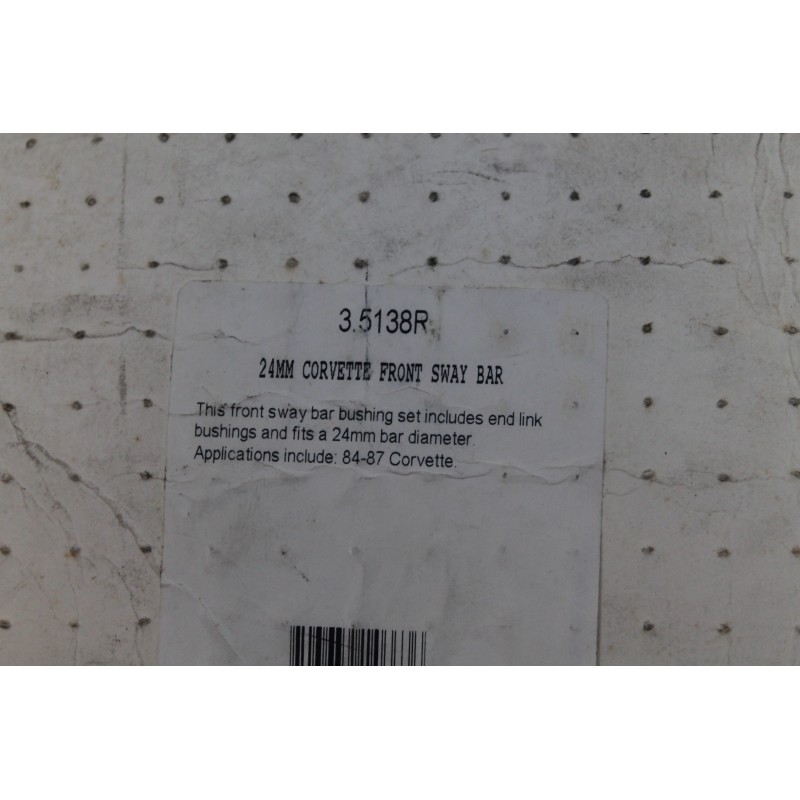 3.5138R
24MM CORVETTE FRONT SWAY BAR
This front sway bar bushing set includes end link
bushings and fits a 24mm bar diameter.
Applications include: 84-87 Corvette.